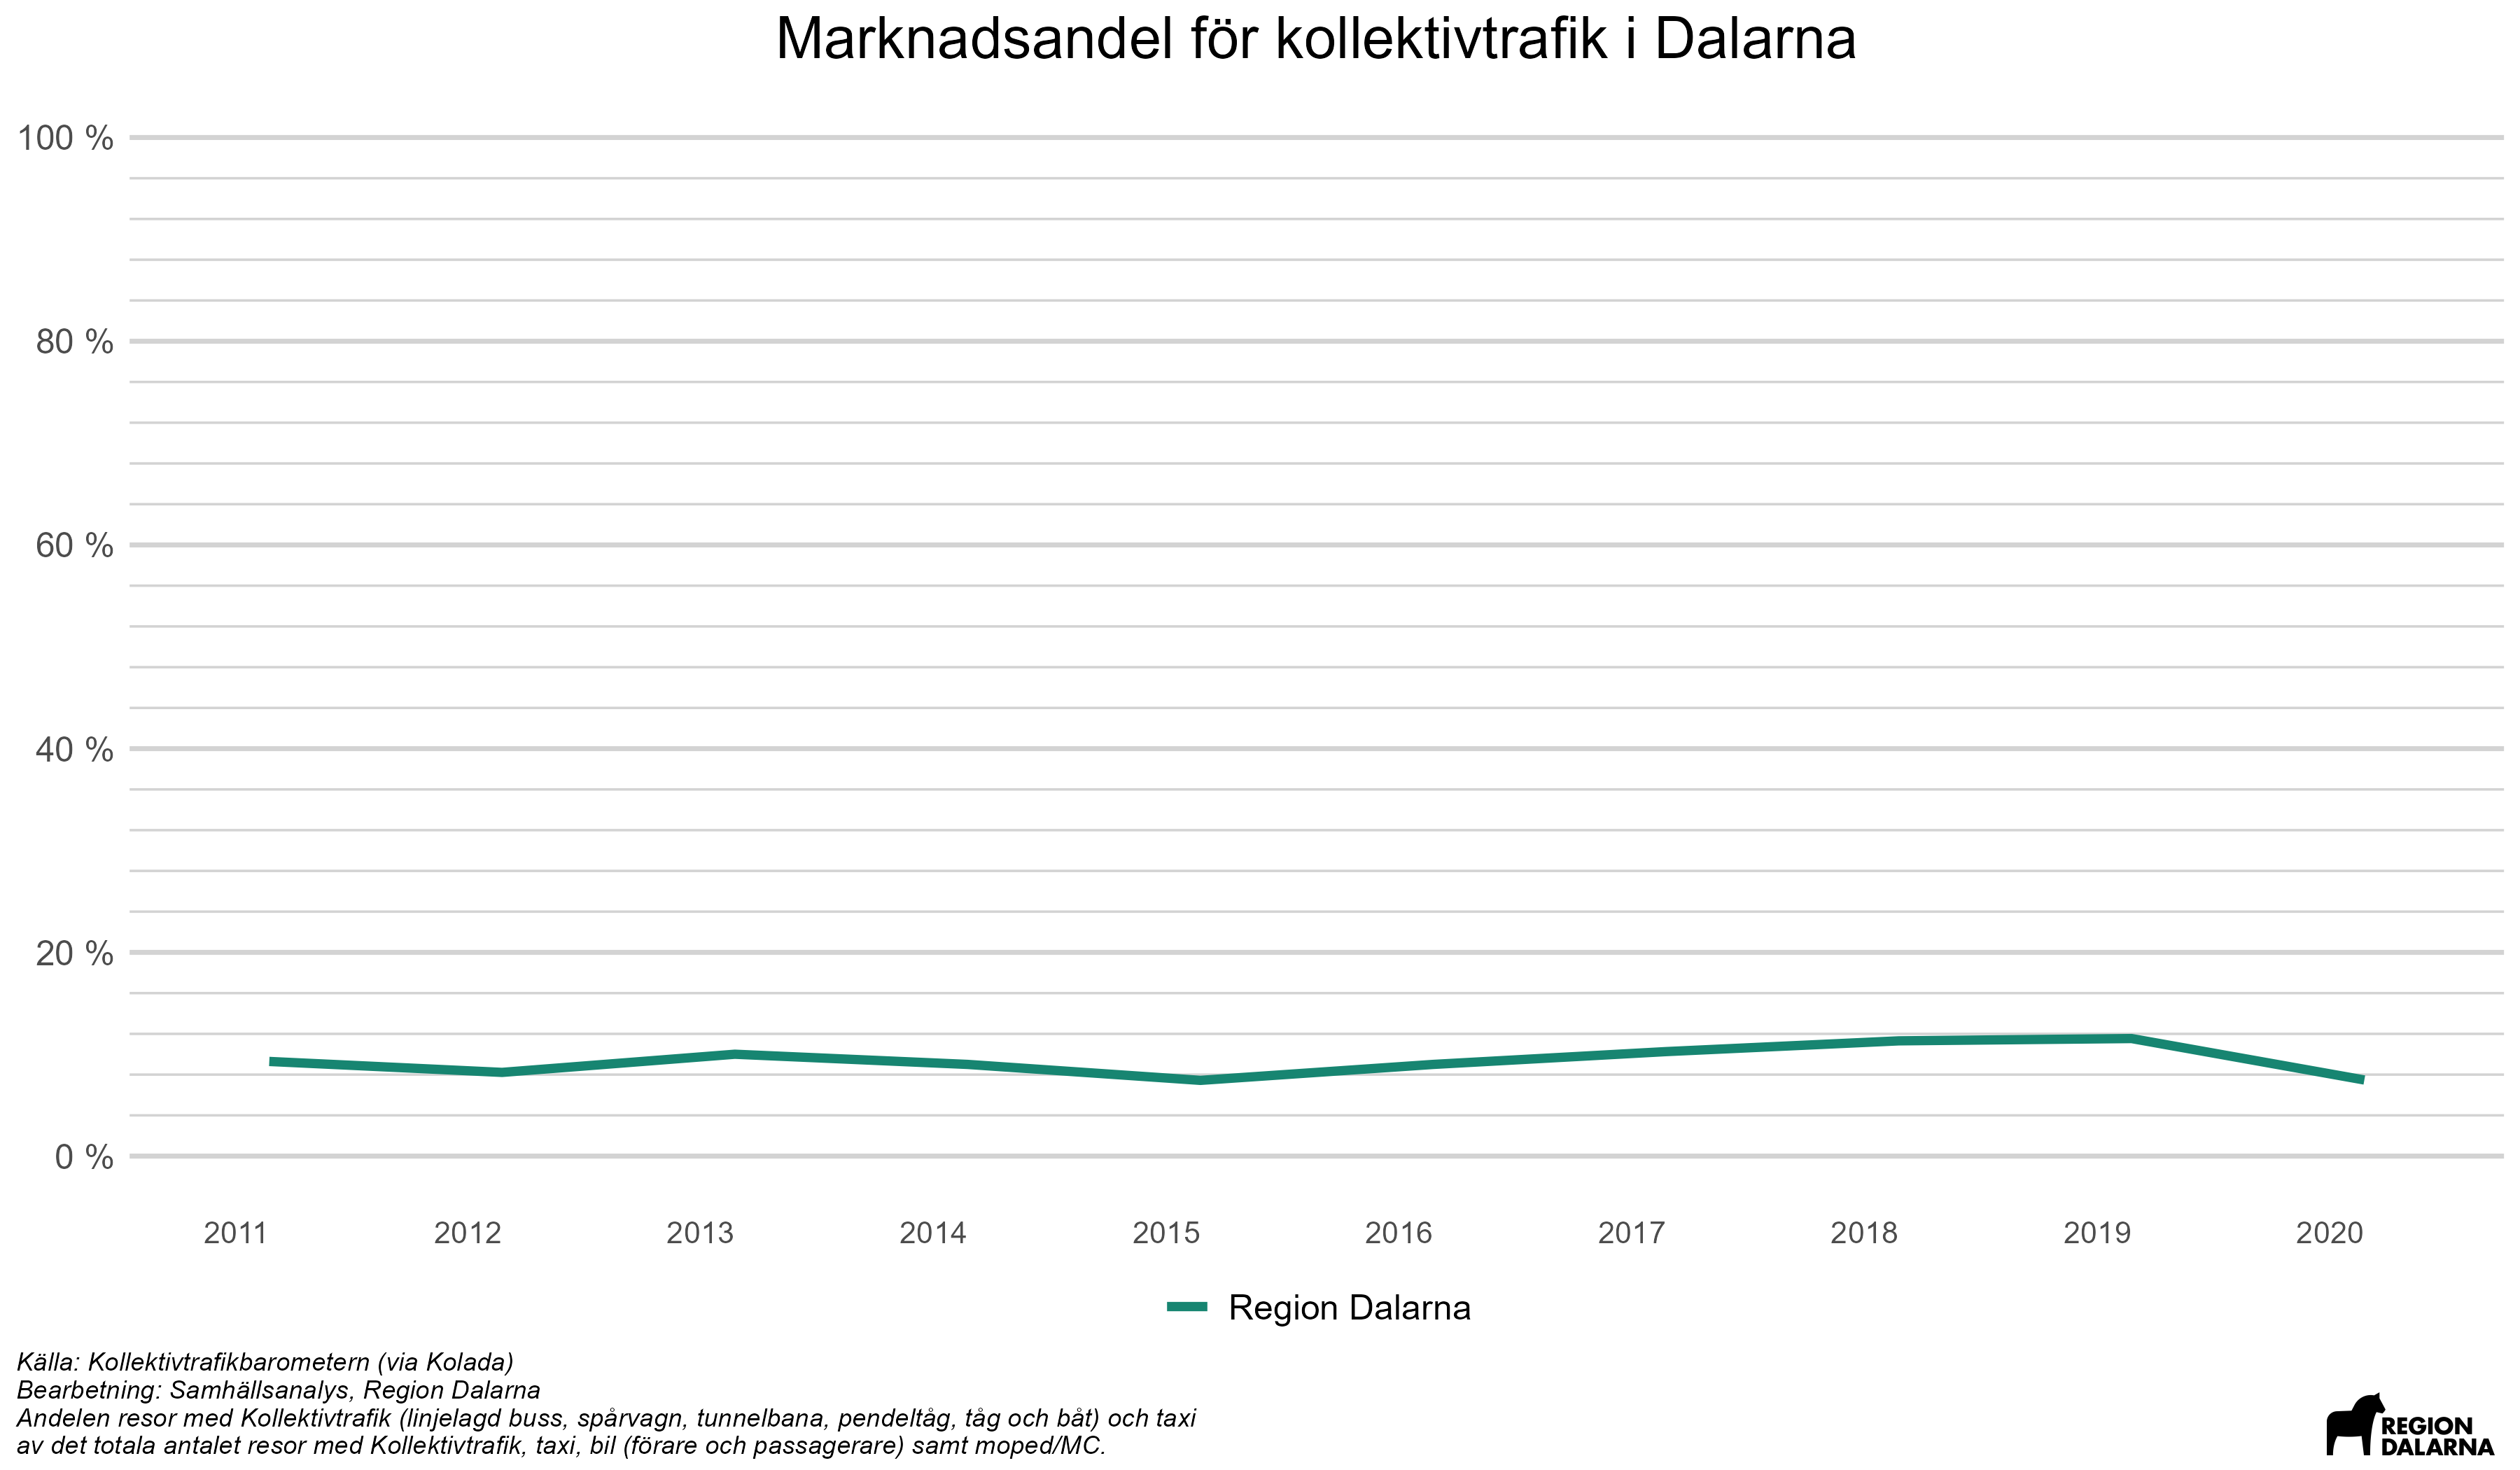 Marknadsandel för kollektivtrafik i Dalarna
100 %
80 %
60 %
40 %
20 %
0 %
2011 2012 2013 2014 2015 2016 2017 2018 2019 2020
Region Dalarna
Källa: Kollektivtrafikbarometern (via Kolada)
Bearbetning: Samhällsanalys, Region Dalarna
Andelen resor med Kollektivtrafik (linjelagd buss, spårvagn, tunnelbana, pendeltåg, tåg och båt) och taxi
av det totala antalet resor med Kollektivtrafik, taxi, bil (förare och passagerare) samt moped/MC.
REGION
DALARNA